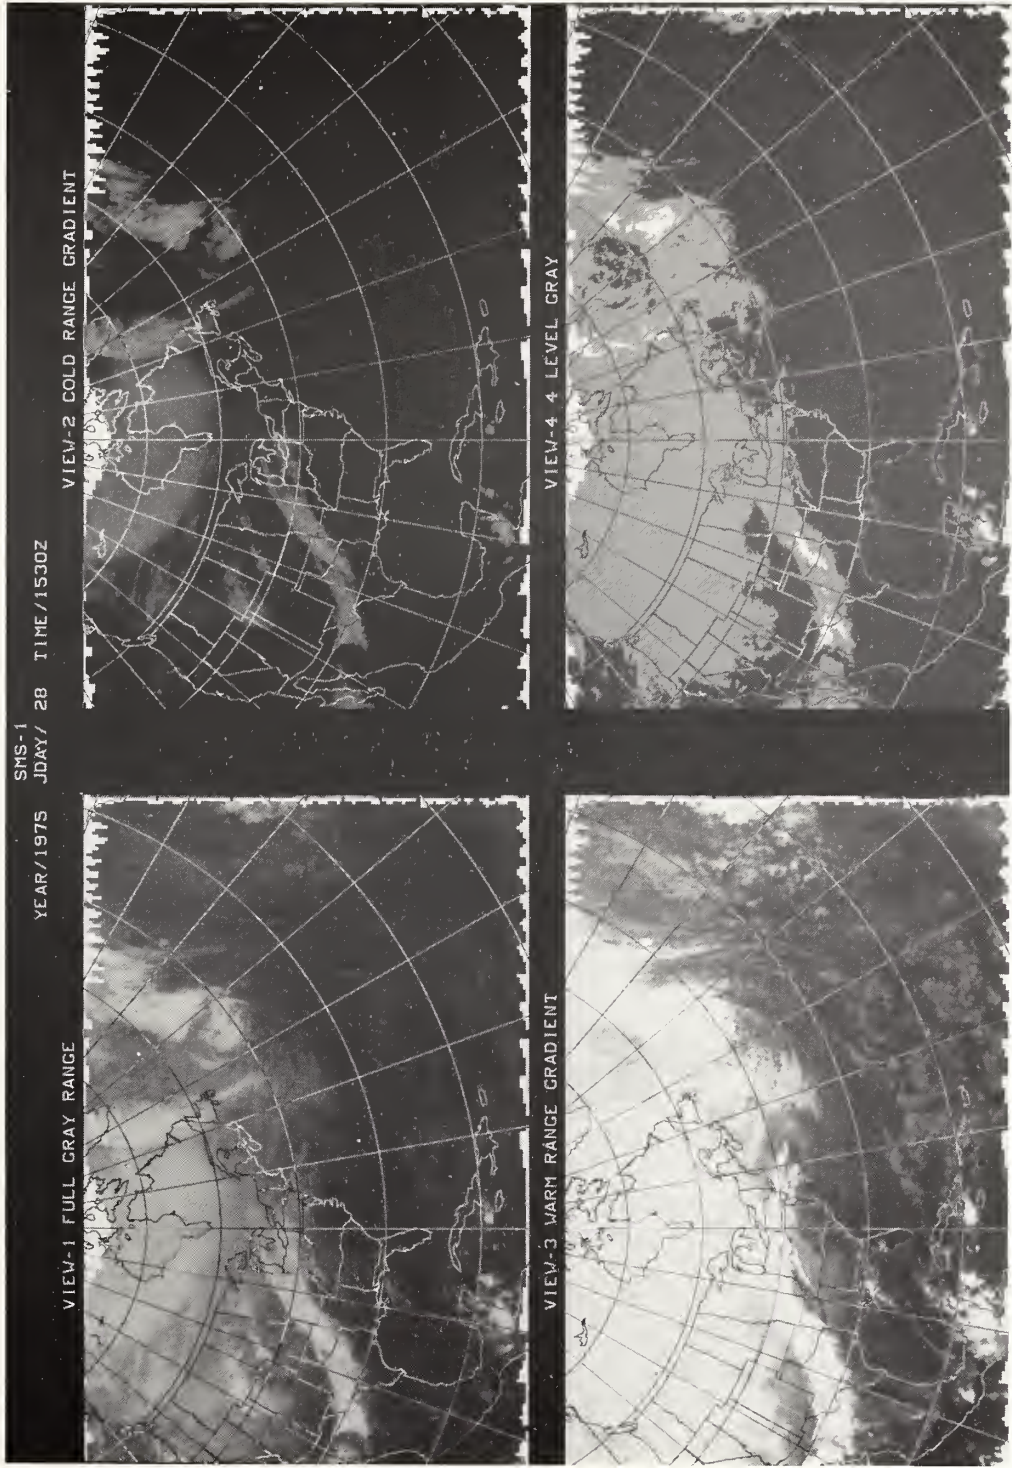 SMS-1
YEAR/1975 JDAY/ 28 TIME/1530Z
VIEW-1 FULL GRAY RANGE
VIEW-2 COLD RANGE GRADIENT
VIEW-3 WARM RANGE GRADIENT
VIEW-4 4 LEVEL GRAY